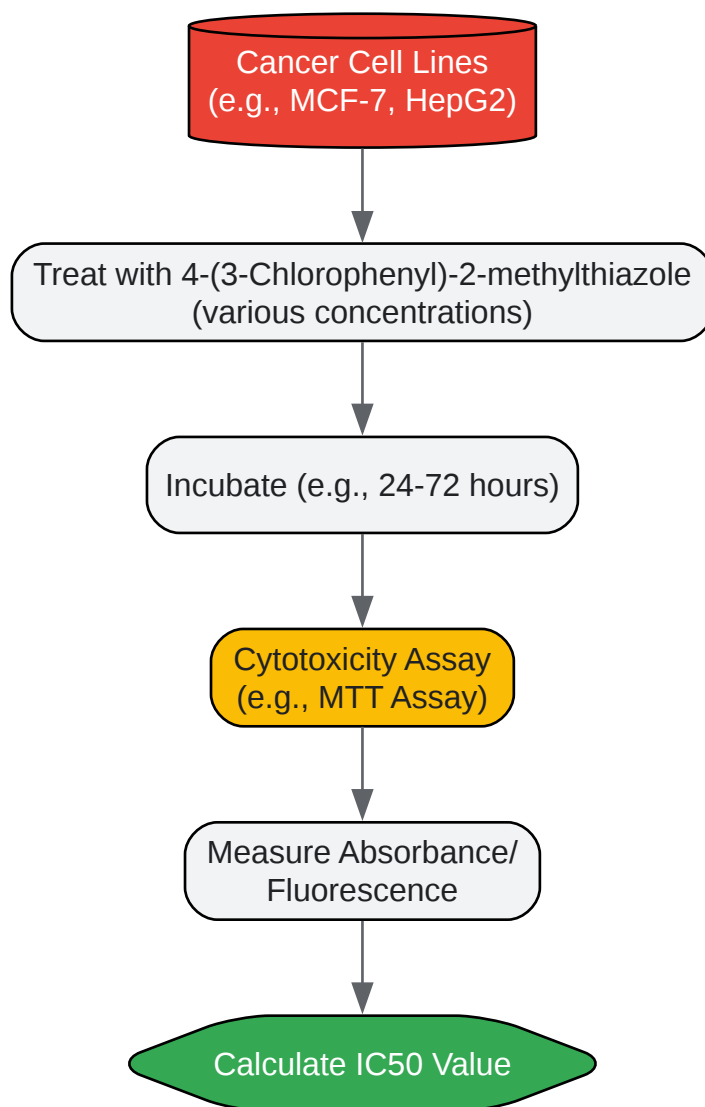 Cancer Cell Lines
(e.g., MCF-7, HepG2)
Treat with 4-(3-Chlorophenyl)-2-methylthiazole
(various concentrations)
Incubate (e.g., 24-72 hours)
Cytotoxicity Assay
(e.g., MTT Assay)
Measure Absorbance/
Fluorescence
Calculate IC50 Value